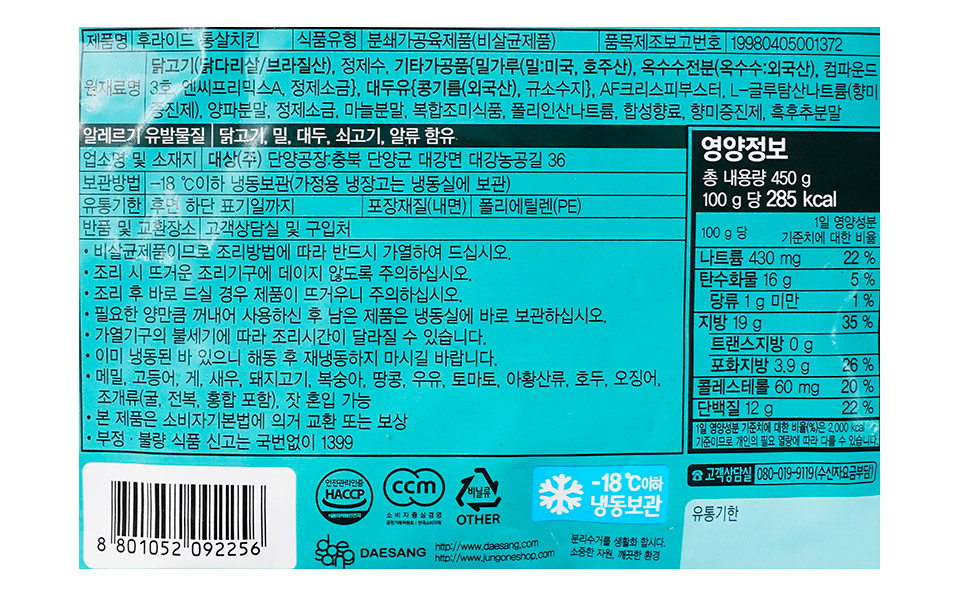 제품명 후라이드 통살치킨 식품유형 분쇄가공육제품(비살균제품) 품목제조보고번호 19980405001372
원재료명 닭고기(닭다리살/브라질산), 정제수, 기타가공품{밀가루(밀:미국, 호주산), 옥수수전분(옥수수:외국산), 컴파운드
3호, 엔씨프리믹스A, 정제소금}, 대두유{콩기름(외국산), 규소수지}, AF크리스피부스터, L-글루탐산나트륨(향미
증진제), 양파분말, 정제소금, 마늘분말, 복합조미식품, 폴리인산나트륨, 합성향료, 향미증진제, 흑후추분말
알레르기 유발물질 닭고기, 밀, 대두, 쇠고기, 알류 함유
업소명 및 소재지 대상(주) 단양공장:충북 단양군 대강면 대강농공길 36
보관방법 -18 ℃이하 냉동보관(가정용 냉장고는 냉동실에 보관)
유통기한 후면 하단 표기일까지 포장재질(내면) 폴리에틸렌(PE)
반품 및 교환장소 고객상담실 및 구입처
• 비살균제품이므로 조리방법에 따라 반드시 가열하여 드십시오.
• 조리 시 뜨거운 조리기구에 데이지 않도록 주의하십시오.
• 조리 후 바로 드실 경우 제품이 뜨거우니 주의하십시오.
• 필요한 양만큼 꺼내어 사용하신 후 남은 제품은 냉동실에 바로 보관하십시오.
• 가열기구의 불세기에 따라 조리시간이 달라질 수 있습니다.
• 이미 냉동된 바 있으니 해동 후 재냉동하지 마시길 바랍니다.
• 메밀, 고등어, 게, 새우, 돼지고기, 복숭아, 땅콩, 우유, 토마토, 아황산류, 호두, 오징어,
조개류(굴, 전복, 홍합 포함), 잣 혼입 가능
• 본 제품은 소비자기본법에 의거 교환 또는 보상
• 부정·불량 식품 신고는 국번없이 1399
영양정보
총 내용량 450 g
100 g 당 285 kcal
100 g 당 1일 영양성분
기준치에 대한 비율
나트륨 430 mg 22 %
탄수화물 16 g 5 %
당류 1 g 미만 1 %
지방 19 g 35 %
트랜스지방 0 g
포화지방 3.9 g 26 %
콜레스테롤 60 mg 20 %
단백질 12 g 22 %
1일 영양성분 기준치에 대한 비율(%)은 2,000 kcal
기준이므로 개인의 필요 열량에 따라 다를 수 있습니다.
고객상담실 080-019-9119(수신자요금부담)
유통기한
8 801052 092256
안전관리인증
HACCP
ccm
소비자중심경영
공정거래위원회 | 한국소비자원
비닐류
OTHER
-18 ℃이하
냉동보관
DAESANG
http://www.daesang.com
http://www.jungoneshop.com
분리수거를 생활화 합시다.
소중한 자원, 깨끗한 환경